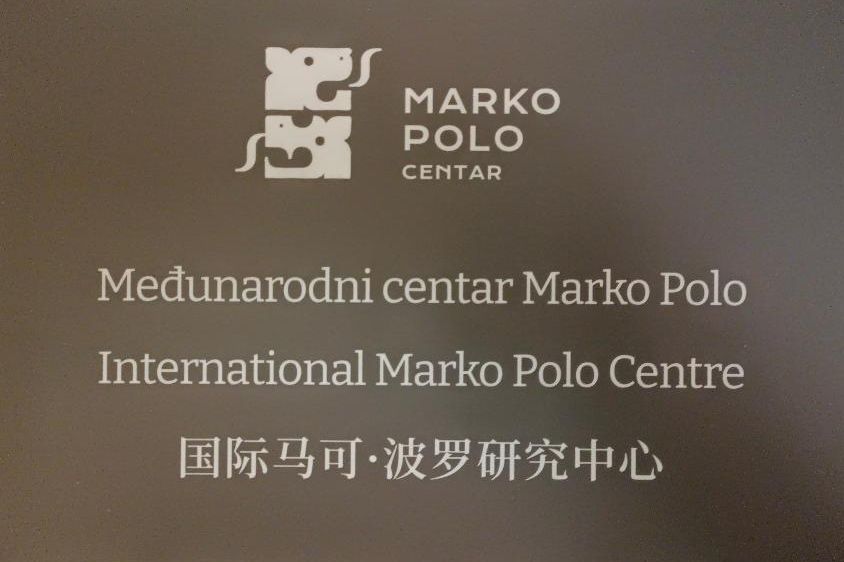 MARKO
POLO
CENTAR
Međunarodni centar Marko Polo
International Marko Polo Centre
国际马可·波罗研究中心